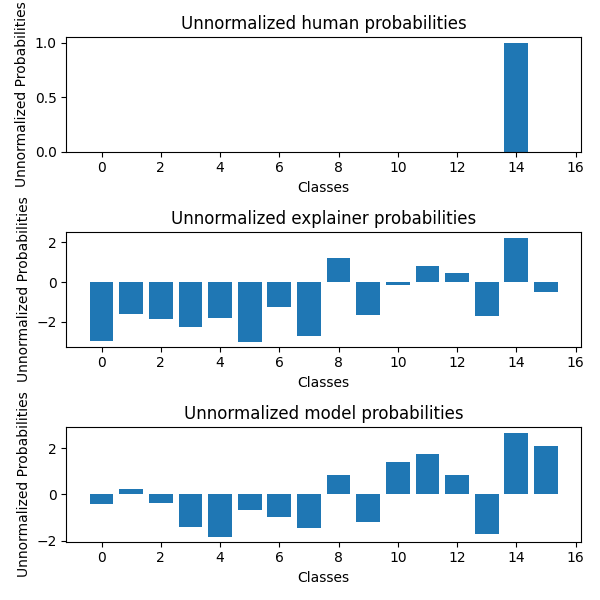 Unnormalized human probabilities
Unnormalized Probabilities
1.0
0.5
0.0
0 2 4 6 8 10 12 14 16
Classes
Unnormalized explainer probabilities
Unnormalized Probabilities
2
0
−2
0 2 4 6 8 10 12 14 16
Classes
Unnormalized model probabilities
Unnormalized Probabilities
2
0
−2
0 2 4 6 8 10 12 14 16
Classes